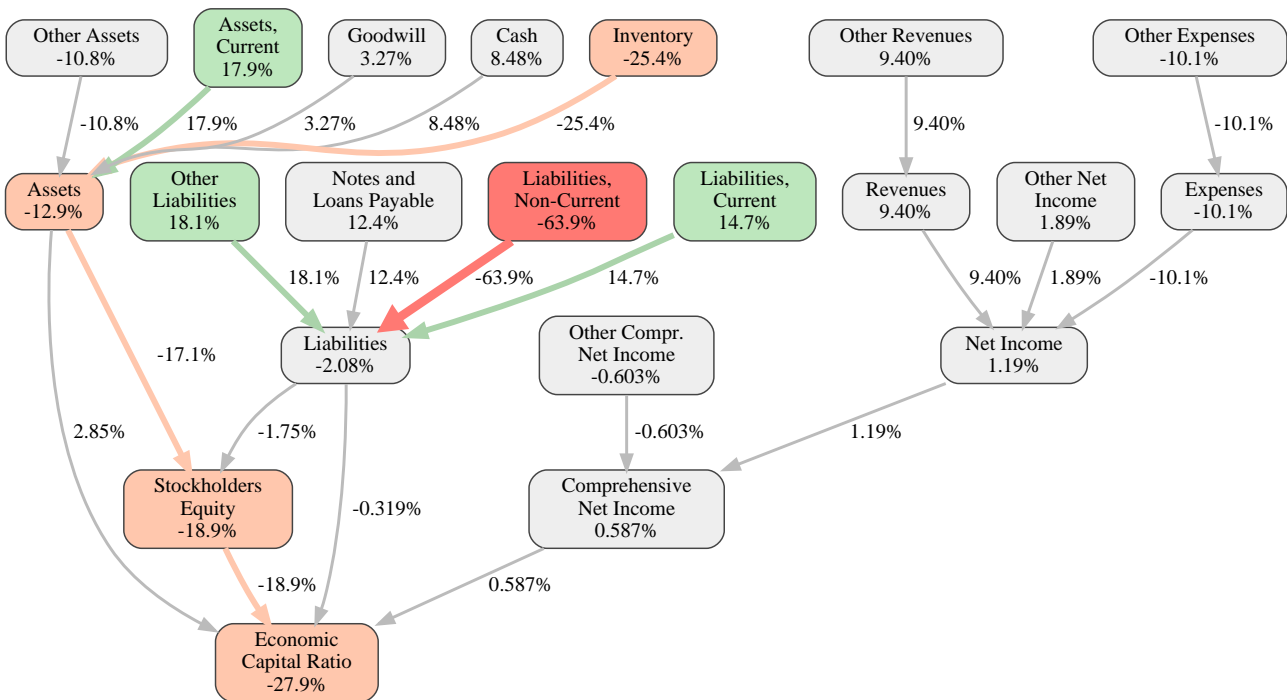 Other Assets
-10.8%
Assets,
Current
17.9%
Goodwill
3.27%
Cash
8.48%
Inventory
-25.4%
Other Revenues
9.40%
Other Expenses
-10.1%
-10.8%
17.9%
3.27%
8.48%
-25.4%
9.40%
-10.1%
Assets
-12.9%
Other
Liabilities
18.1%
Notes and
Loans Payable
12.4%
Liabilities,
Non-Current
-63.9%
Liabilities,
Current
14.7%
Revenues
9.40%
Other Net
Income
1.89%
Expenses
-10.1%
18.1%
12.4%
-63.9%
14.7%
9.40%
1.89%
-10.1%
Liabilities
-2.08%
Other Compr.
Net Income
-0.603%
Net Income
1.19%
-17.1%
2.85%
-1.75%
-0.603%
1.19%
Stockholders
Equity
-18.9%
-0.319%
Comprehensive
Net Income
0.587%
-18.9%
0.587%
Economic
Capital Ratio
-27.9%